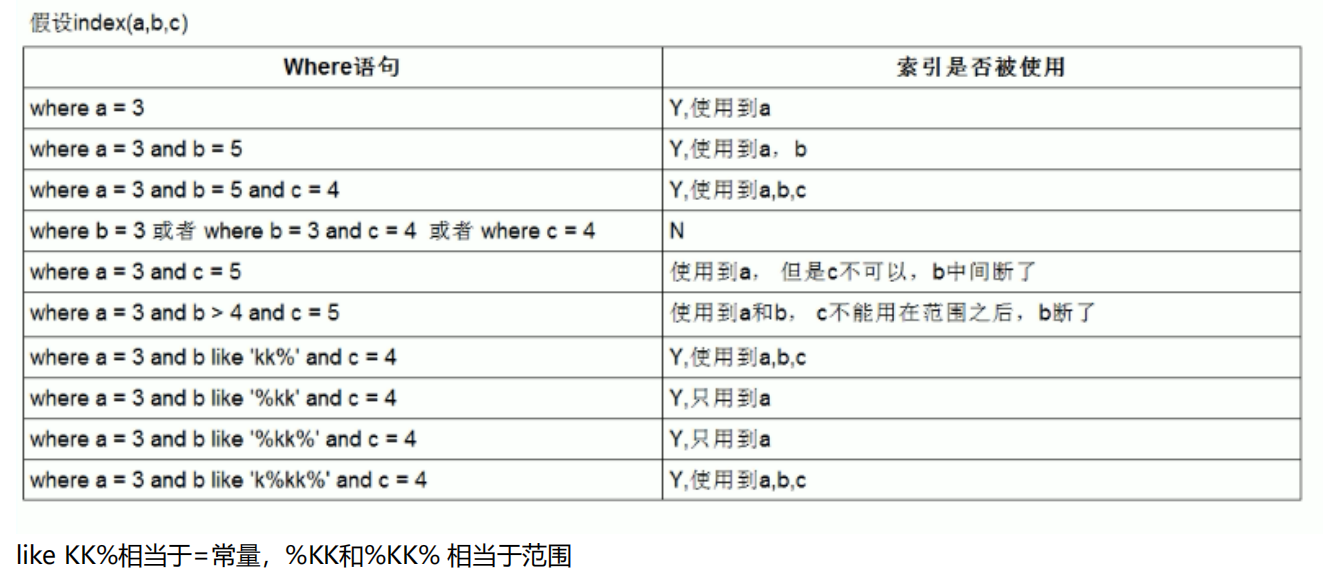 假设index(a,b,c)
Where语句 索引是否被使用
where a = 3 Y,使用到a
where a = 3 and b = 5 Y,使用到a，b
where a = 3 and b = 5 and c = 4 Y,使用到a,b,c
where b = 3 或者 where b = 3 and c = 4 或者 where c = 4 N
where a = 3 and c = 5 使用到a， 但是c不可以，b中间断了
where a = 3 and b > 4 and c = 5 使用到a和b， c不能用在范围之后，b断了
where a = 3 and b like 'kk%' and c = 4 Y,使用到a,b,c
where a = 3 and b like '%kk' and c = 4 Y,只用到a
where a = 3 and b like '%kk%' and c = 4 Y,只用到a
where a = 3 and b like 'k%kk%' and c = 4 Y,使用到a,b,c
like KK%相当于=常量，%KK和%KK% 相当于范围